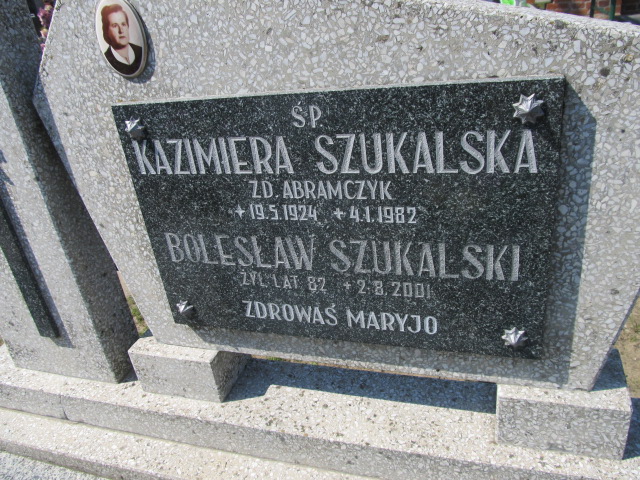 ŚP.
KAZIMIERA SZUKALSKA
Z.D. ABRAMCZYK
+ 19.5.1924 + 4.1.1982
BOLESŁAW SZUKALSKI
ŻYŁ LAT 82 + 2.8.2001
ZDROWAŚ MARYJO